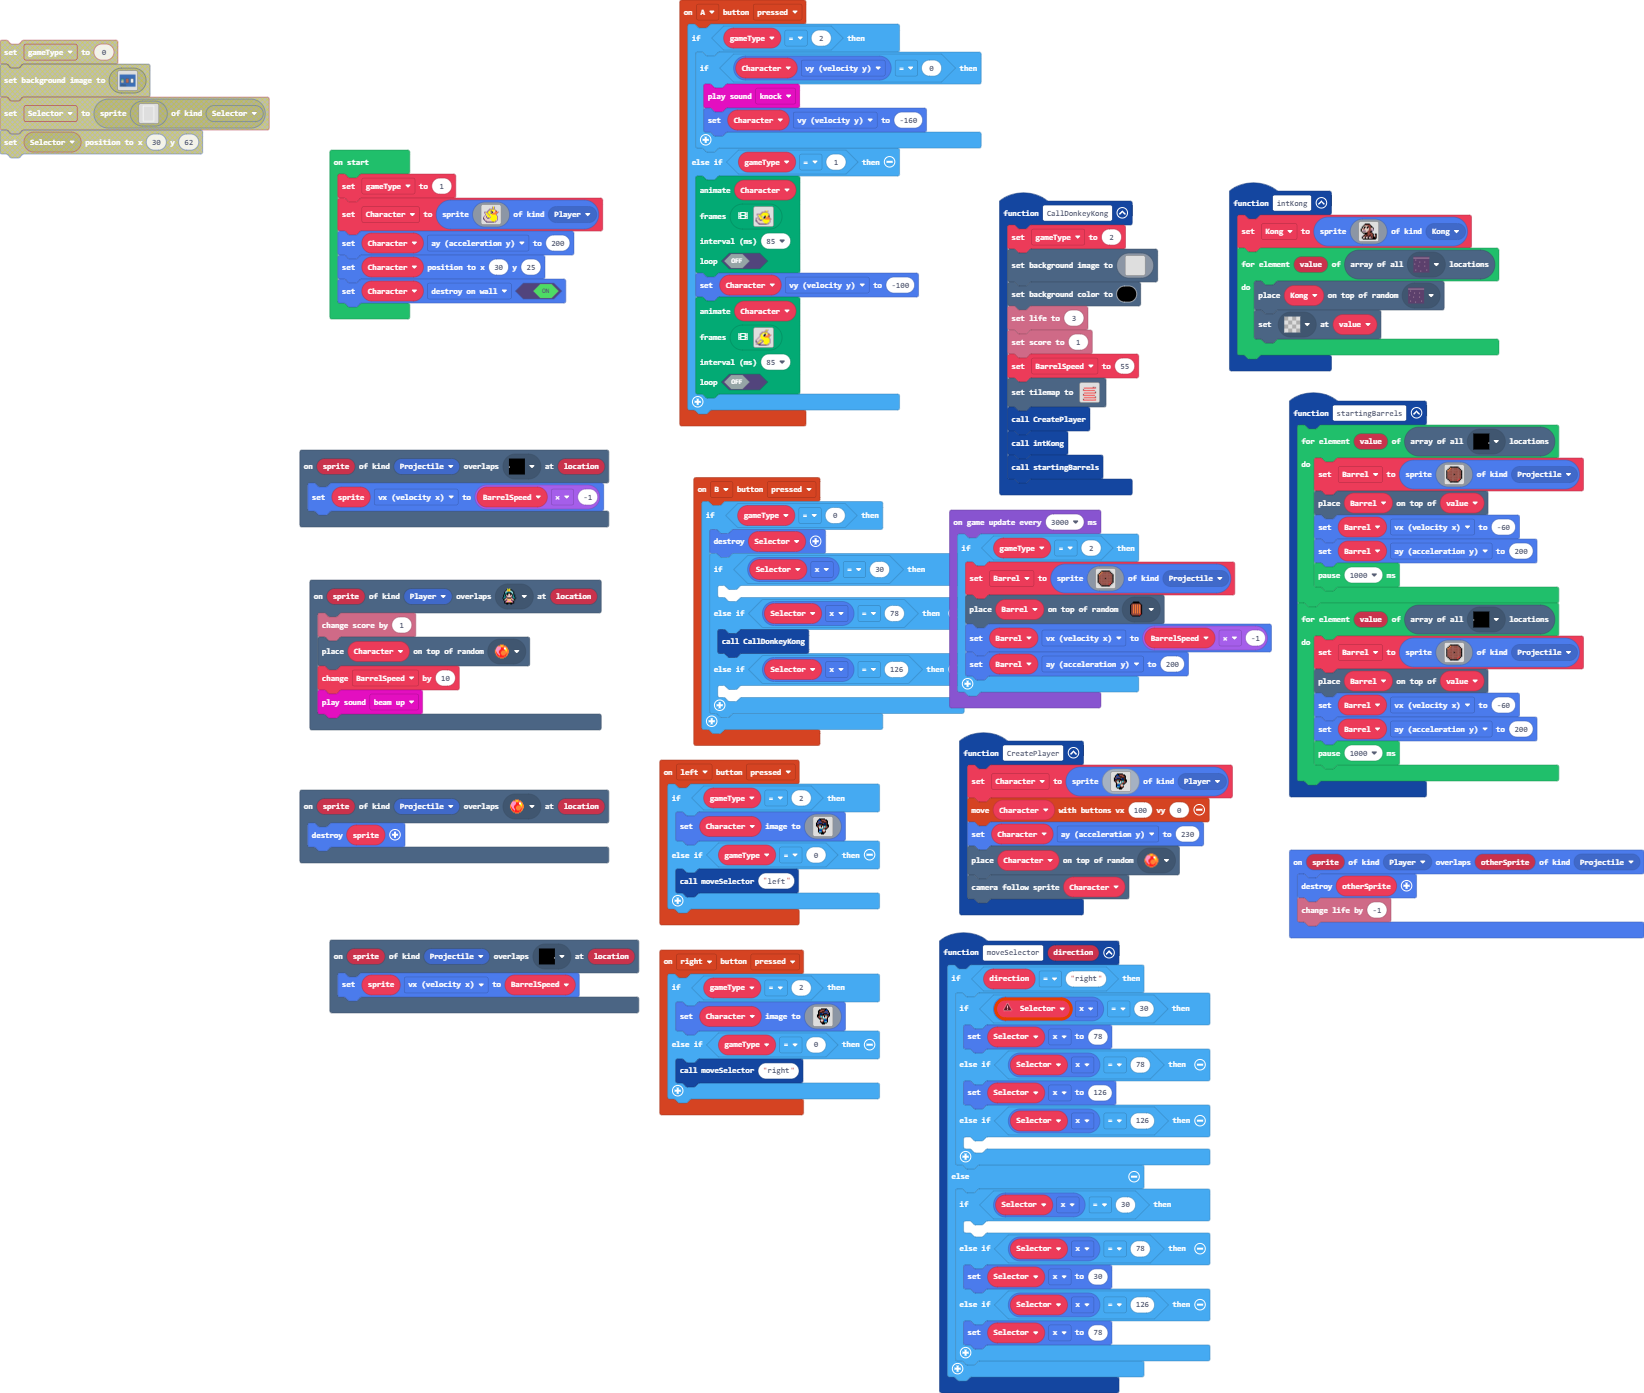 set gameType to 0
set background image to
set Selector to sprite of kind Selector
set Selector position to x 30 y 62
on start
set gameType to 1
set Character to sprite of kind Player
set Character ay (acceleration y) to 200
set Character position to x 30 y 25
set Character destroy on wall ON
on sprite of kind Projectile overlaps at location
set sprite vx (velocity x) to BarrelSpeed × -1
on sprite of kind Player overlaps at location
change score by 1
place Character on top of random
change BarrelSpeed by 10
play sound beam up
on sprite of kind Projectile overlaps at location
destroy sprite
on sprite of kind Projectile overlaps at location
set sprite vx (velocity x) to BarrelSpeed
on A button pressed
if gameType = 2 then
if Character vy (velocity y) = 0 then
play sound knock
set Character vy (velocity y) to -160
else if gameType = 1 then
animate Character
frames
interval (ms) 85
loop OFF
set Character vy (velocity y) to -100
animate Character
frames
interval (ms) 85
loop OFF
on B button pressed
if gameType = 0 then
destroy Selector
if Selector x = 30 then
else if Selector x = 78 then
call CallDonkeyKong
else if Selector x = 126 then
on left button pressed
if gameType = 2 then
set Character image to
else if gameType = 0 then
call moveSelector "left"
on right button pressed
if gameType = 2 then
set Character image to
else if gameType = 0 then
call moveSelector "right"
function CallDonkeyKong
set gameType to 2
set background image to
set background color to
set life to 3
set score to 1
set BarrelSpeed to 55
set tilemap to
call CreatePlayer
call intKong
call startingBarrels
on game update every 3000 ms
if gameType = 2 then
set Barrel to sprite of kind Projectile
place Barrel on top of random
set Barrel vx (velocity x) to BarrelSpeed × -1
set Barrel ay (acceleration y) to 200
function CreatePlayer
set Character to sprite of kind Player
move Character with buttons vx 100 vy 0
set Character ay (acceleration y) to 230
place Character on top of random
camera follow sprite Character
function moveSelector direction
if direction = "right" then
if Selector x = 30 then
set Selector x to 78
else if Selector x = 78 then
set Selector x to 126
else if Selector x = 126 then
else
if Selector x = 30 then
else if Selector x = 78 then
set Selector x to 30
else if Selector x = 126 then
set Selector x to 78
function intKong
set Kong to sprite of kind Kong
for element value of array of all locations
do
place Kong on top of random
set at value
function startingBarrels
for element value of array of all locations
do
set Barrel to sprite of kind Projectile
place Barrel on top of value
set Barrel vx (velocity x) to -60
set Barrel ay (acceleration y) to 200
pause 1000 ms
for element value of array of all locations
do
set Barrel to sprite of kind Projectile
place Barrel on top of value
set Barrel vx (velocity x) to -60
set Barrel ay (acceleration y) to 200
pause 1000 ms
on sprite of kind Player overlaps otherSprite of kind Projectile
destroy otherSprite
change life by -1